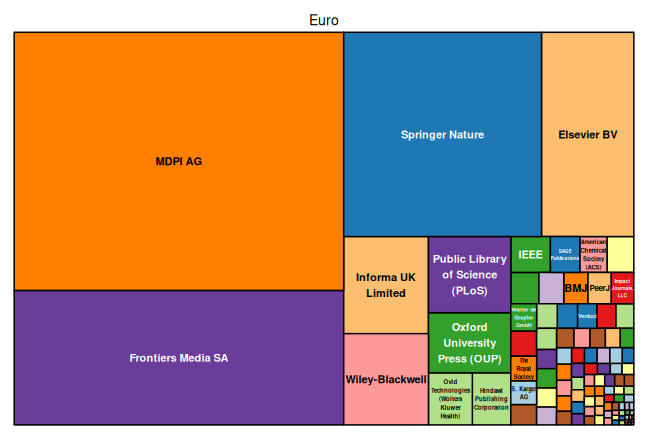 Euro
MDPI AG
Springer Nature
Elsevier BV
Frontiers Media SA
Informa UK
Limited
Wiley-Blackwell
Public Library
of Science
(PLoS)
Oxford
University
Press (OUP)
Ovid
Technologies
(Wolters
Kluwer
Health)
Hindawi
Publishing
Corporation
IEEE
SAGE
Publications
American
Chemical
Society
(ACS)
BMJ
PeerJ
Impact
Journals,
LLC
Walter de
Gruyter
GmbH
Verduci
The
Royal
Society
S. Karger
AG